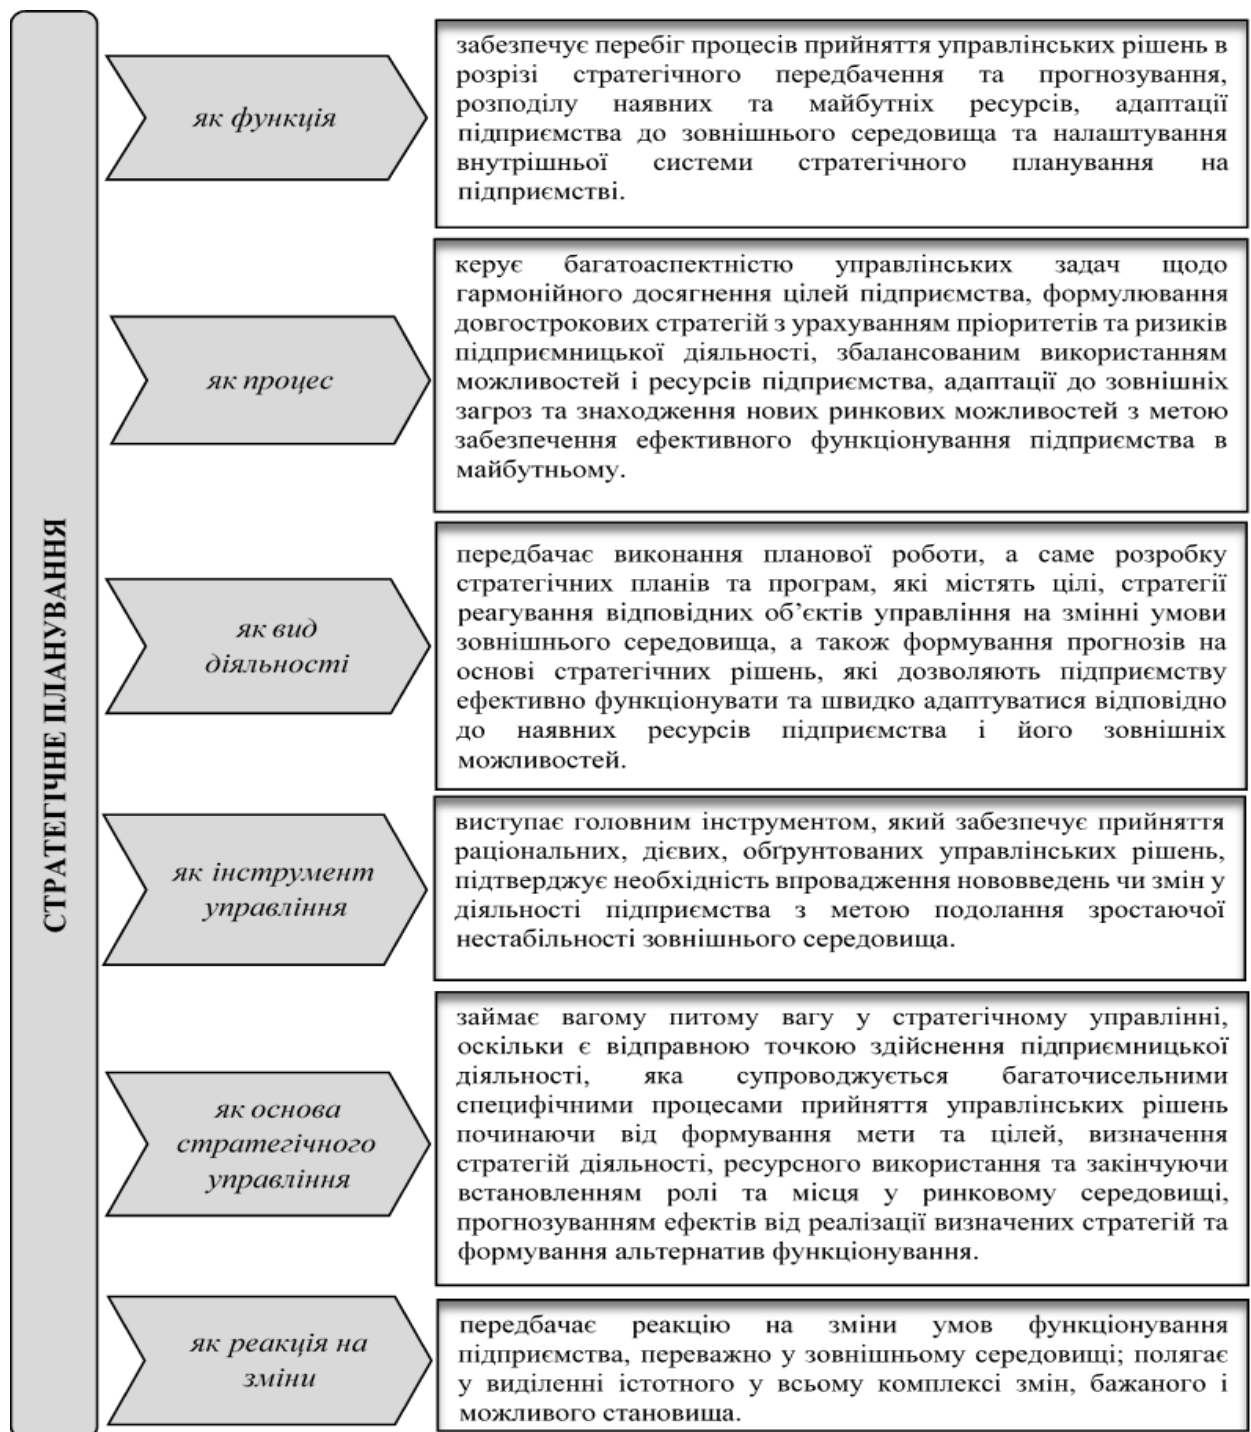 СТРАТЕГІЧНЕ ПЛАНУВАННЯ
як функція
забезпечує перебіг процесів прийняття управлінських рішень в
розрізі стратегічного передбачення та прогнозування,
розподілу наявних та майбутніх ресурсів, адаптації
підприємства до зовнішнього середовища та налаштування
внутрішньої системи стратегічного планування на
підприємстві.
як процес
керує багатоаспектністю управлінських задач щодо
гармонійного досягнення цілей підприємства, формулювання
довгострокових стратегій з урахуванням пріоритетів та ризиків
підприємницької діяльності, збалансованим використанням
можливостей і ресурсів підприємства, адаптації до зовнішніх
загроз та знаходження нових ринкових можливостей з метою
забезпечення ефективного функціонування підприємства в
майбутньому.
як вид
діяльності
передбачає виконання планової роботи, а саме розробку
стратегічних планів та програм, які містять цілі, стратегії
реагування відповідних об’єктів управління на змінні умови
зовнішнього середовища, а також формування прогнозів на
основі стратегічних рішень, які дозволяють підприємству
ефективно функціонувати та швидко адаптуватися відповідно
до наявних ресурсів підприємства і його зовнішніх
можливостей.
як інструмент
управління
виступає головним інструментом, який забезпечує прийняття
раціональних, дієвих, обґрунтованих управлінських рішень,
підтверджує необхідність впровадження нововведень чи змін у
діяльності підприємства з метою подолання зростаючої
нестабільності зовнішнього середовища.
як основа
стратегічного
управління
займає вагому питому вагу у стратегічному управлінні,
оскільки є відправною точкою здійснення підприємницької
діяльності, яка супроводжується багаточисельними
специфічними процесами прийняття управлінських рішень
починаючи від формування мети та цілей, визначення
стратегій діяльності, ресурсного використання та закінчуючи
встановленням ролі та місця у ринковому середовищі,
прогнозуванням ефектів від реалізації визначених стратегій та
формування альтернатив функціонування.
як реакція на
зміни
передбачає реакцію на зміни умов функціонування
підприємства, переважно у зовнішньому середовищі; полягає
у виділенні істотного у всьому комплексі змін, бажаного і
можливого становища.